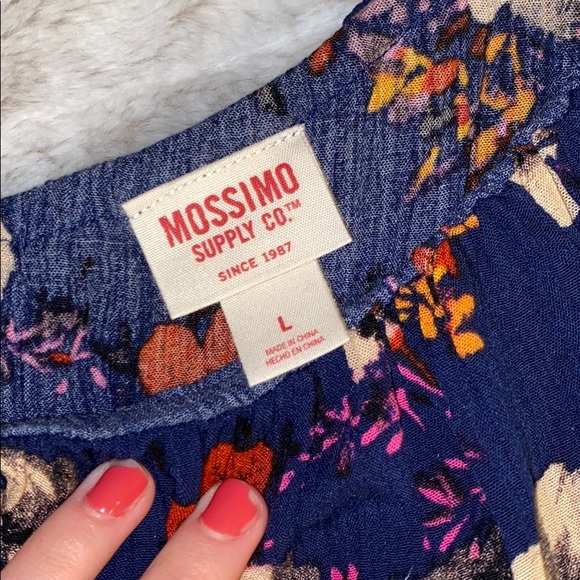 MOSSIMO
SUPPLY CO.™
SINCE 1987
L
MADE IN CHINA
HECHO EN CHINA